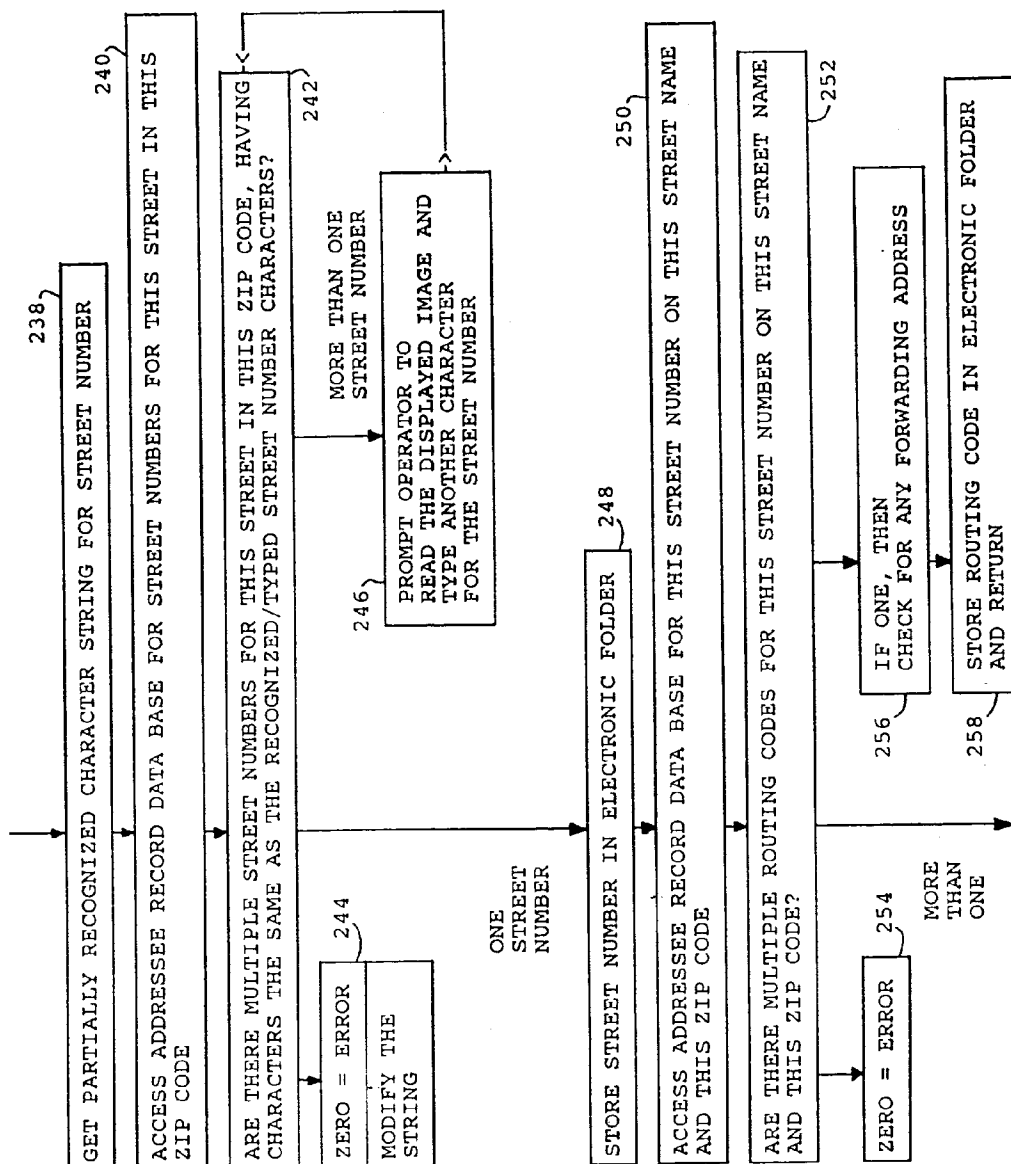 238
GET PARTIALLY RECOGNIZED CHARACTER STRING FOR STREET NUMBER
240
ACCESS ADDRESSEE RECORD DATA BASE FOR STREET NUMBERS FOR THIS STREET IN THIS
ZIP CODE
ARE THERE MULTIPLE STREET NUMBERS FOR THIS STREET IN THIS ZIP CODE, HAVING
CHARACTERS THE SAME AS THE RECOGNIZED/TYPED STREET NUMBER CHARACTERS?
242
ZERO = ERROR
244
MODIFY THE
STRING
MORE THAN ONE
STREET NUMBER
246
PROMPT OPERATOR TO
READ THE DISPLAYED IMAGE AND
TYPE ANOTHER CHARACTER
FOR THE STREET NUMBER
ONE
STREET
NUMBER
248
STORE STREET NUMBER IN ELECTRONIC FOLDER
250
ACCESS ADDRESSEE RECORD DATA BASE FOR THIS STREET NUMBER ON THIS STREET NAME
AND THIS ZIP CODE
ARE THERE MULTIPLE ROUTING CODES FOR THIS STREET NUMBER ON THIS STREET NAME
AND THIS ZIP CODE?
252
ZERO = ERROR
254
MORE
THAN
ONE
256
IF ONE, THEN
CHECK FOR ANY FORWARDING ADDRESS
258
STORE ROUTING CODE IN ELECTRONIC FOLDER
AND RETURN